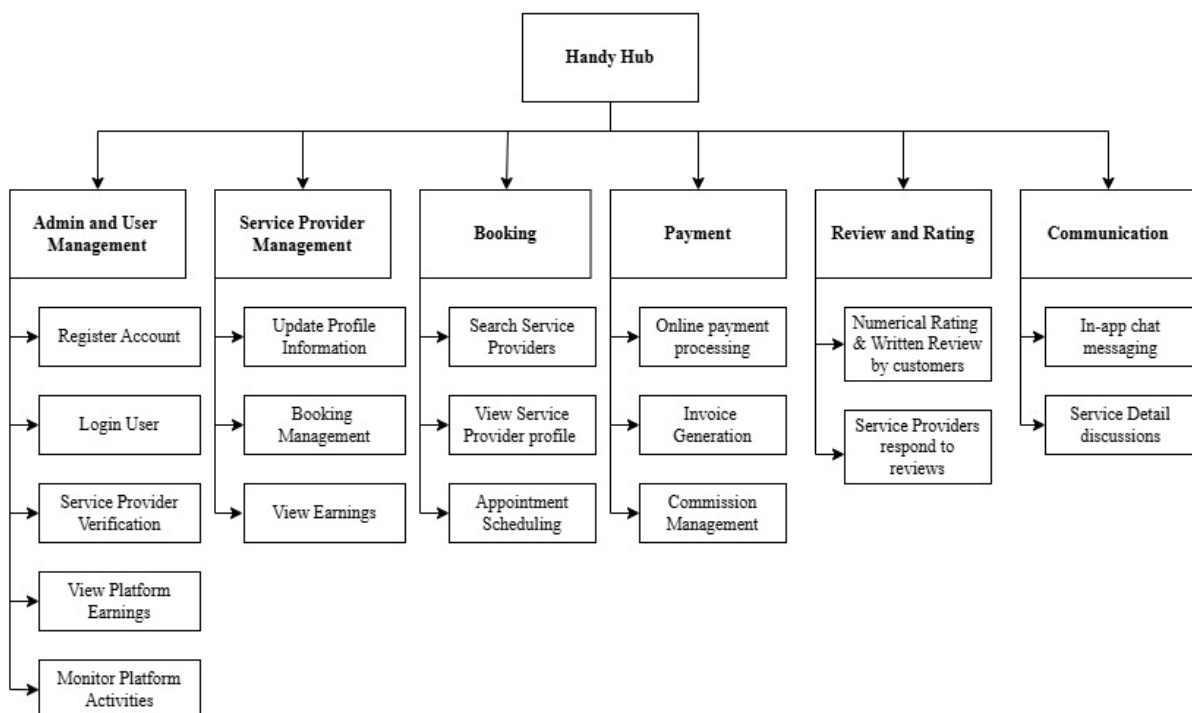 Handy Hub
Admin and User
Management
Register Account
Login User
Service Provider
Verification
View Platform
Earnings
Monitor Platform
Activities
Service Provider
Management
Update Profile
Information
Booking
Management
View Earnings
Booking
Search Service
Providers
View Service
Provider profile
Appointment
Scheduling
Payment
Online payment
processing
Invoice
Generation
Commission
Management
Review and Rating
Numerical Rating
& Written Review
by customers
Service Providers
respond to
reviews
Communication
In-app chat
messaging
Service Detail
discussions